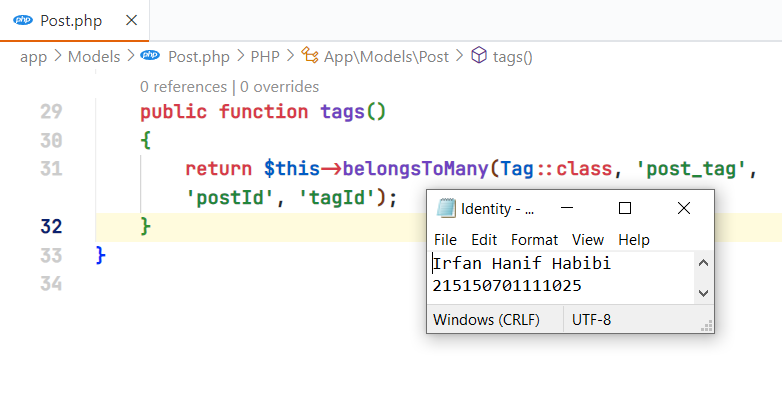 Post.php
app > Models > Post.php > PHP > App\Models\Post > tags()
0 references | 0 overrides
29 public function tags()
30 {
31 return $this->belongsToMany(Tag::class, 'post_tag',
'postId', 'tagId');
32 }
33 }
34
Identity - ...
File Edit Format View Help
Irfan Hanif Habibi
215150701111025
Windows (CRLF) UTF-8